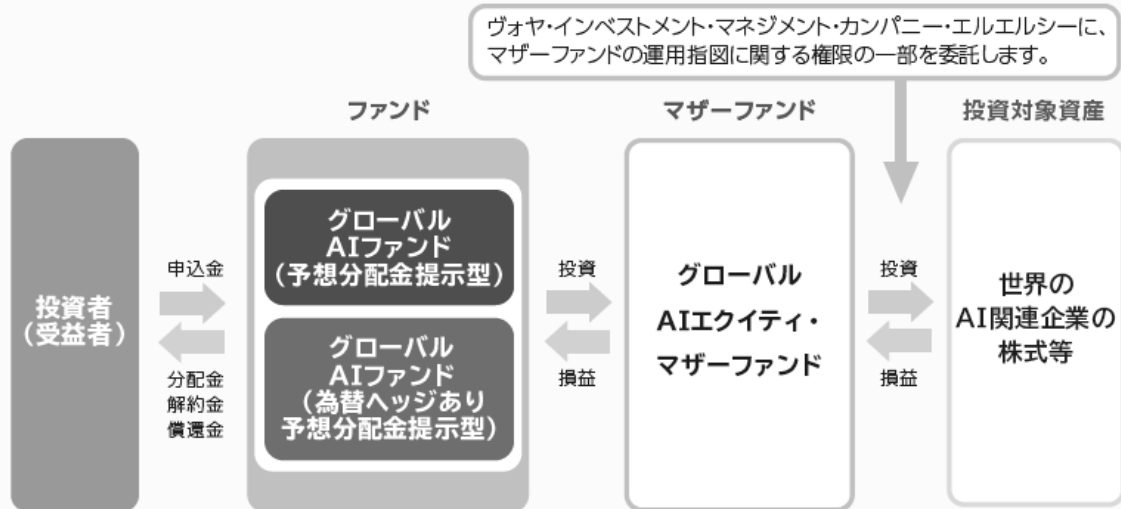 ヴォヤ・インベストメント・マネジメント・カンパニー・エルエルシーに、
マザーファンドの運用指図に関する権限の一部を委託します。
ファンド
マザーファンド
投資対象資産
投資者
（受益者）
申込金
分配金
解約金
償還金
グローバル
AIファンド
（予想分配金提示型）
グローバル
AIファンド
（為替ヘッジあり
予想分配金提示型）
投資
損益
グローバル
AIエクイティ・
マザーファンド
投資
損益
世界の
AI関連企業の
株式等